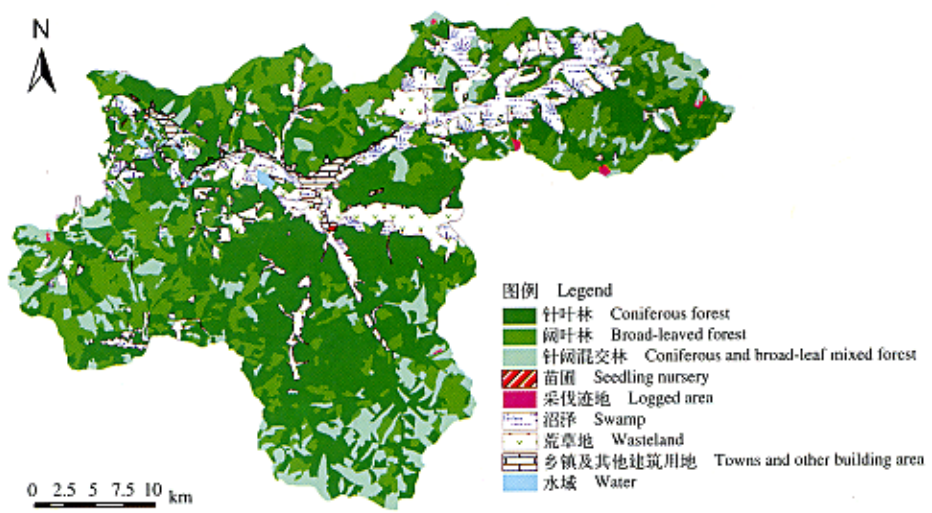 N
图例 Legend
针叶林 Coniferous forest
阔叶林 Broad-leaved forest
针阔混交林 Coniferous and broad-leaf mixed forest
苗圃 Seedling nursery
采伐迹地 Logged area
沼泽 Swamp
荒草地 Wasteland
乡镇及其他建筑用地 Towns and other building area
水域 Water
0 2.5 5 7.5 10 km